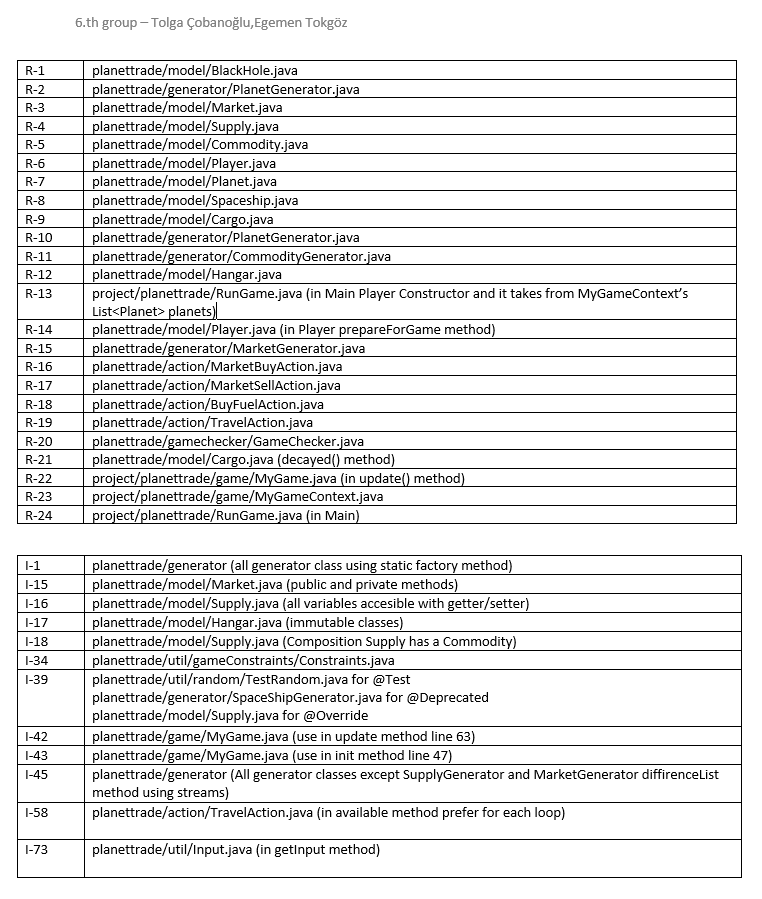 6.th group – Tolga Çobanoğlu,Egemen Tokgöz
R-1 planettrade/model/BlackHole.java
R-2 planettrade/generator/PlanetGenerator.java
R-3 planettrade/model/Market.java
R-4 planettrade/model/Supply.java
R-5 planettrade/model/Commodity.java
R-6 planettrade/model/Player.java
R-7 planettrade/model/Planet.java
R-8 planettrade/model/Spaceship.java
R-9 planettrade/model/Cargo.java
R-10 planettrade/generator/PlanetGenerator.java
R-11 planettrade/generator/CommodityGenerator.java
R-12 planettrade/model/Hangar.java
R-13 project/planettrade/RunGame.java (in Main Player Constructor and it takes from MyGameContext’s
List<Planet> planets)
R-14 planettrade/model/Player.java (in Player prepareForGame method)
R-15 planettrade/generator/MarketGenerator.java
R-16 planettrade/action/MarketBuyAction.java
R-17 planettrade/action/MarketSellAction.java
R-18 planettrade/action/BuyFuelAction.java
R-19 planettrade/action/TravelAction.java
R-20 planettrade/gamechecker/GameChecker.java
R-21 planettrade/model/Cargo.java (decayed() method)
R-22 project/planettrade/game/MyGame.java (in update() method)
R-23 project/planettrade/game/MyGameContext.java
R-24 project/planettrade/RunGame.java (in Main)
I-1 planettrade/generator (all generator class using static factory method)
I-15 planettrade/model/Market.java (public and private methods)
I-16 planettrade/model/Supply.java (all variables accesible with getter/setter)
I-17 planettrade/model/Hangar.java (immutable classes)
I-18 planettrade/model/Supply.java (Composition Supply has a Commodity)
I-34 planettrade/util/gameConstraints/Constraints.java
I-39 planettrade/util/random/TestRandom.java for @Test
planettrade/generator/SpaceShipGenerator.java for @Deprecated
planettrade/model/Supply.java for @Override
I-42 planettrade/game/MyGame.java (use in update method line 63)
I-43 planettrade/game/MyGame.java (use in init method line 47)
I-45 planettrade/generator (All generator classes except SupplyGenerator and MarketGenerator diffirenceList
method using streams)
I-58 planettrade/action/TravelAction.java (in available method prefer for each loop)
I-73 planettrade/util/Input.java (in getInput method)